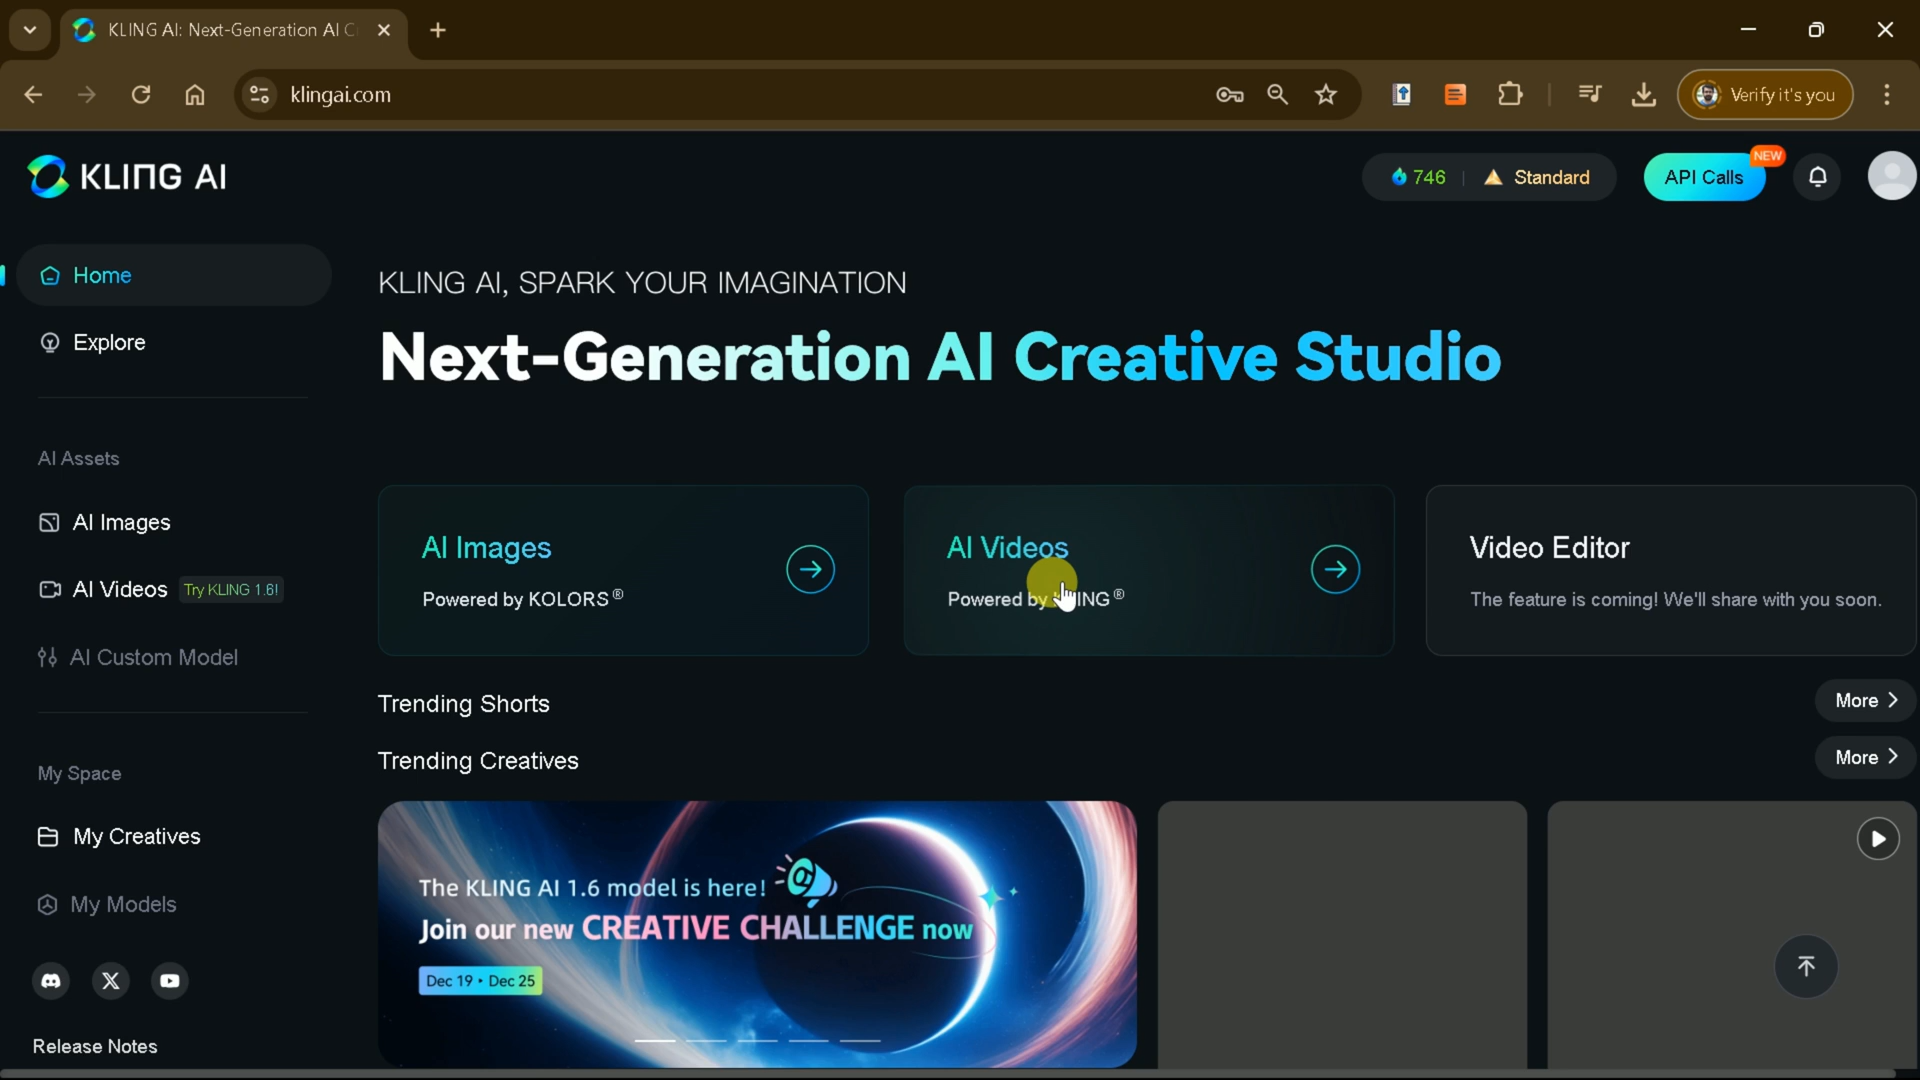 KLING AI: Next-Generation AI C
klingai.com
Verify it's you
KLING AI
746
Standard
API Calls
NEW
Home
Explore
AI Assets
AI Images
AI Videos
Try KLING 1.6!
AI Custom Model
My Space
My Creatives
My Models
Release Notes
KLING AI, SPARK YOUR IMAGINATION
Next-Generation AI Creative Studio
AI Images
Powered by KOLORS®
AI Videos
Powered by KLING®
Video Editor
The feature is coming! We'll share with you soon.
Trending Shorts
More
Trending Creatives
More
The KLING AI 1.6 model is here!
Join our new CREATIVE CHALLENGE now
Dec 19 • Dec 25